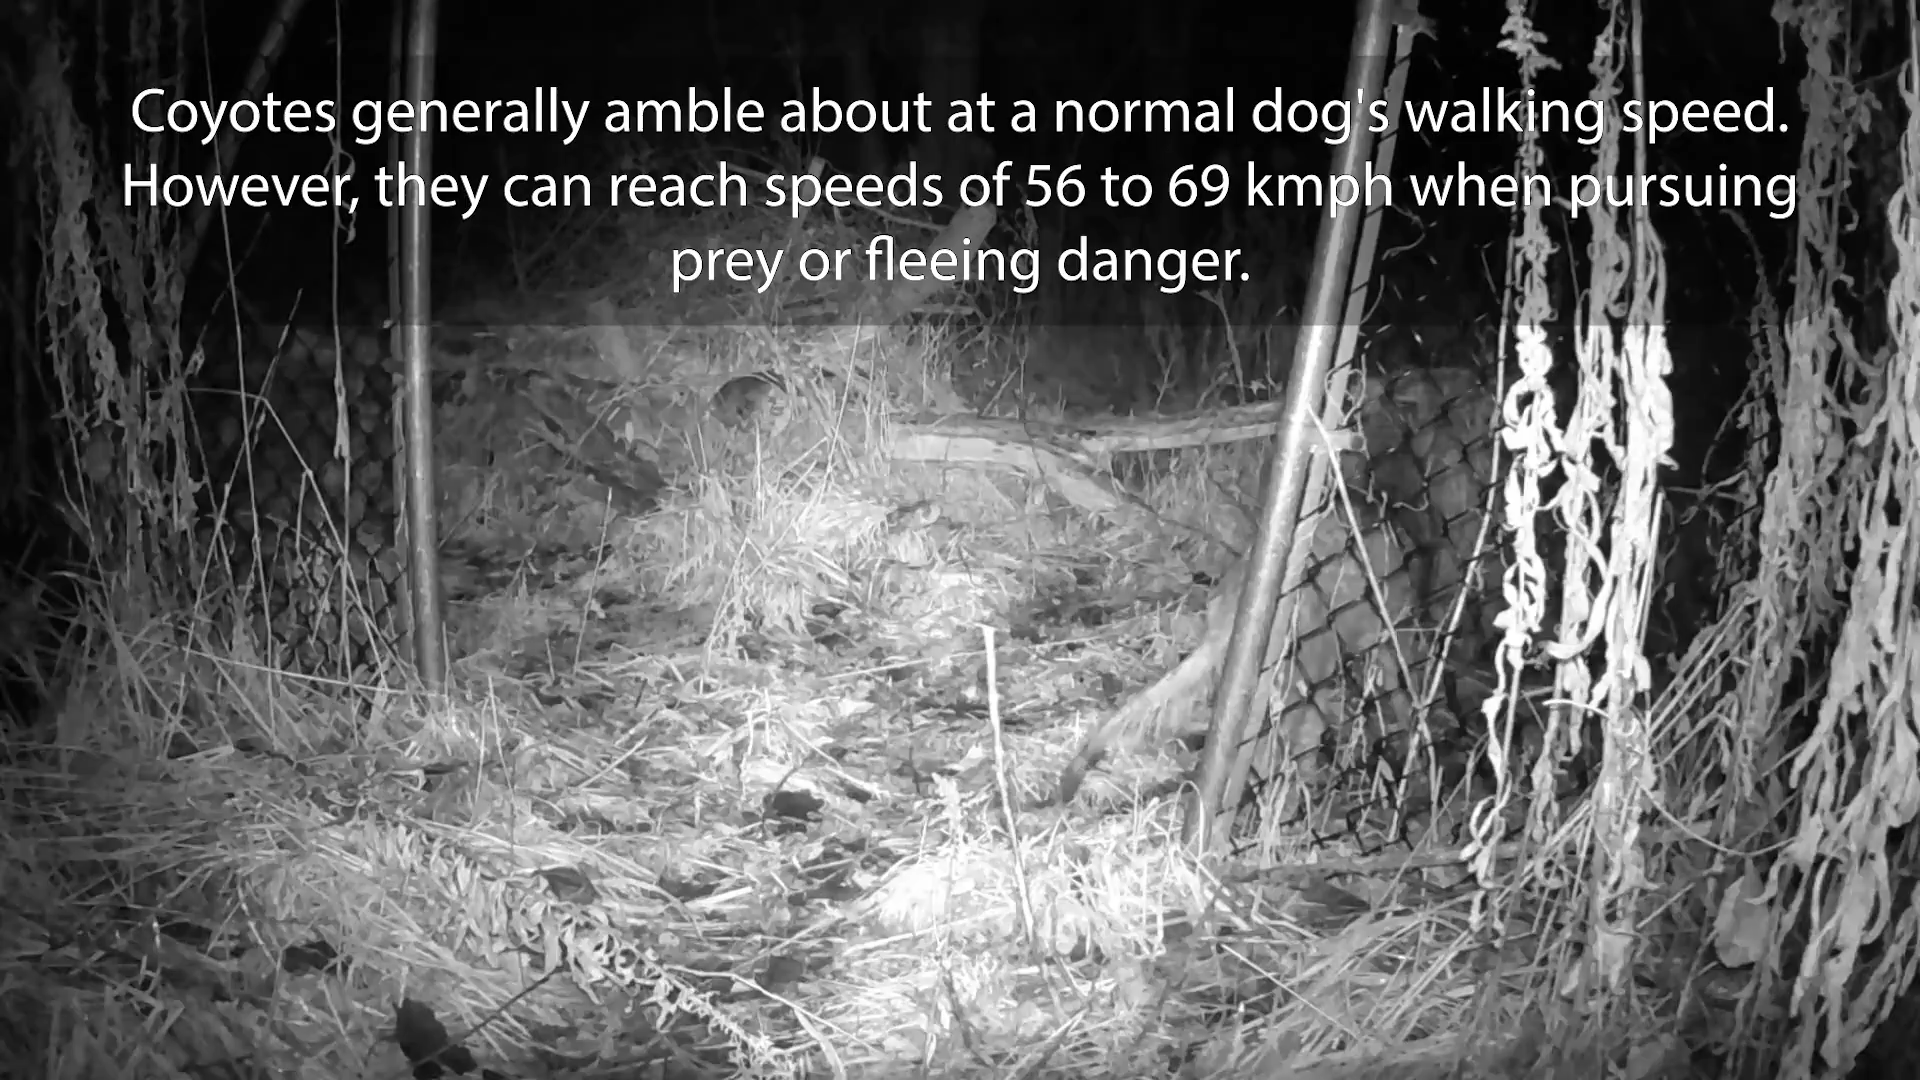 Coyotes generally amble about at a normal dog's walking speed.
However, they can reach speeds of 56 to 69 kmph when pursuing
prey or fleeing danger.